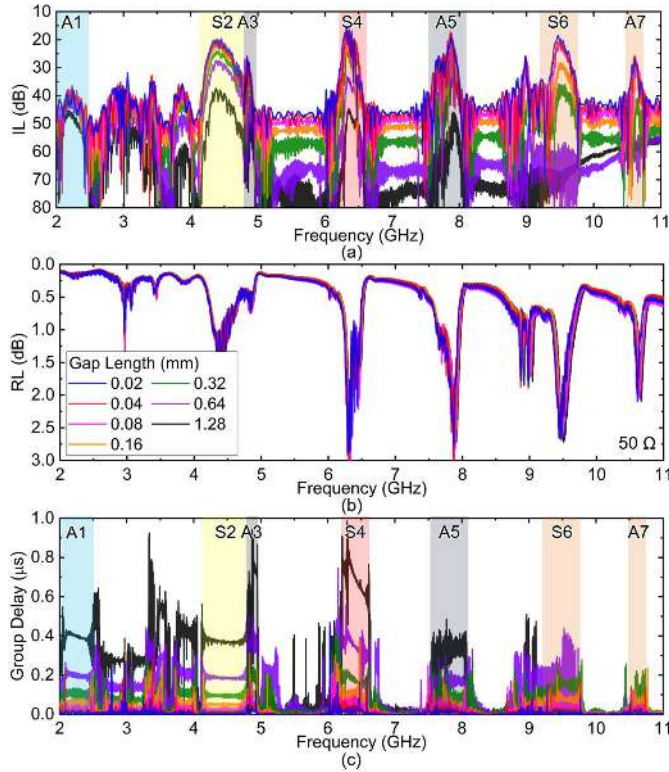 A1 S2 A3 S4 A5 S6 A7
10
20
30
40
50
60
70
80
IL (dB)
2 3 4 5 6 7 8 9 10 11
Frequency (GHz)
(a)
0.0
0.5
1.0
1.5
2.0
2.5
3.0
RL (dB)
Gap Length (mm)
0.02 0.32
0.04 0.64
0.08 1.28
0.16
50 Ω
2 3 4 5 6 7 8 9 10 11
Frequency (GHz)
(b)
1.0
0.8
0.6
0.4
0.2
0.0
Group Delay (μs)
A1 S2 A3 S4 A5 S6 A7
2 3 4 5 6 7 8 9 10 11
Frequency (GHz)
(c)